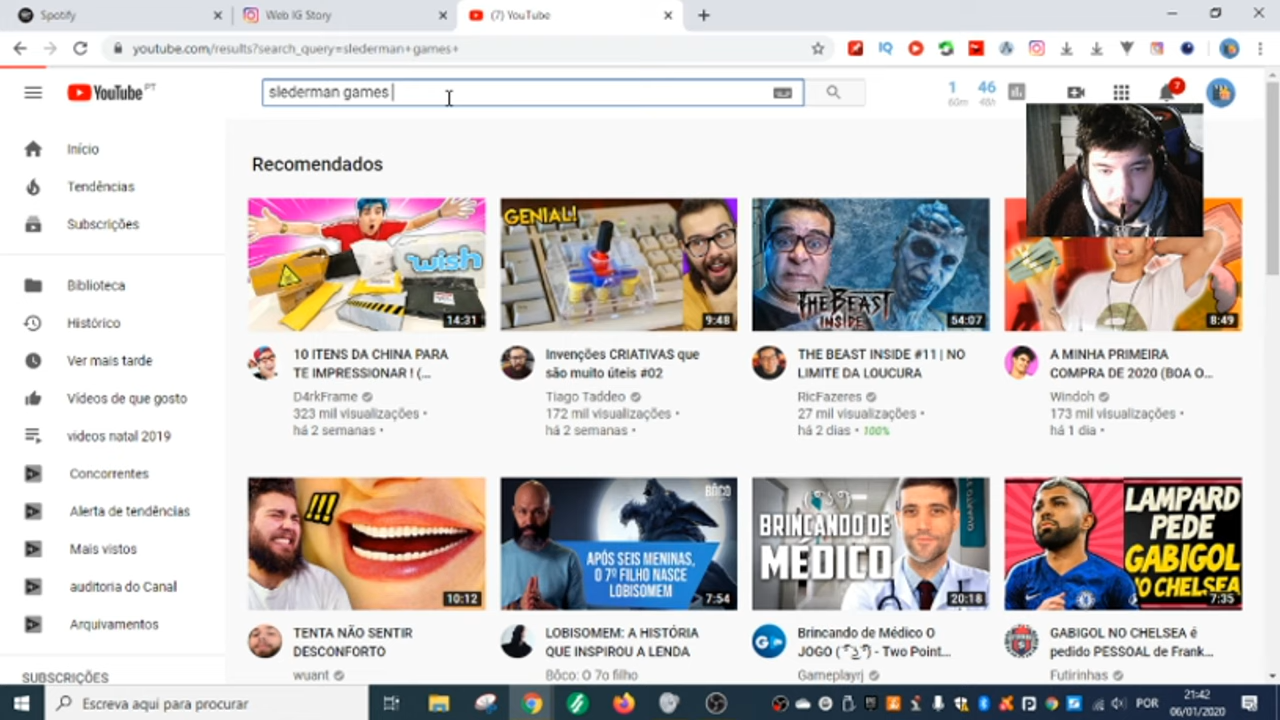 Spotify
Web IG Story
(7) YouTube
youtube.com/results?search_query=slederman+games+
YouTube PT
slederman games
1
60m
46
48h
7
Início
Tendências
Subscrições
Biblioteca
Histórico
Ver mais tarde
Vídeos de que gosto
videos natal 2019
Concorrentes
Alerta de tendências
Mais vistos
auditoria do Canal
Arquivamentos
SUBSCRIÇÕES
Recomendados
wish
14:31
GENIAL!
9:48
THE BEAST
INSIDE
54:07
8:49
10 ITENS DA CHINA PARA
TE IMPRESSIONAR ! (...
D4rkFrame
323 mil visualizações •
há 2 semanas •
Invenções CRIATIVAS que
são muito úteis #02
Tiago Taddeo
172 mil visualizações •
há 2 semanas •
THE BEAST INSIDE #11 | NO
LIMITE DA LOUCURA
RicFazeres
27 mil visualizações •
há 2 dias • 100%
A MINHA PRIMEIRA
COMPRA DE 2020 (BOA O...
Windoh
173 mil visualizações •
há 1 dia •
!!!
10:12
BÔCO
APÓS SEIS MENINAS,
O 7º FILHO NASCE
LOBISOMEM
7:54
BRINCANDO DE
MÉDICO
20:18
LAMPARD
PEDE
GABIGOL
NO CHELSEA
7:35
TENTA NÃO SENTIR
DESCONFORTO
wuant
LOBISOMEM: A HISTÓRIA
QUE INSPIROU A LENDA
Bôco: O 7o filho
Brincando de Médico O
JOGO ( ͡° ͜ʖ ͡°) - Two Point...
Gameplayrj
GABIGOL NO CHELSEA é
pedido PESSOAL de Frank...
Futirinhas
Escreve aqui para procurar
POR
21:42
06/01/2020